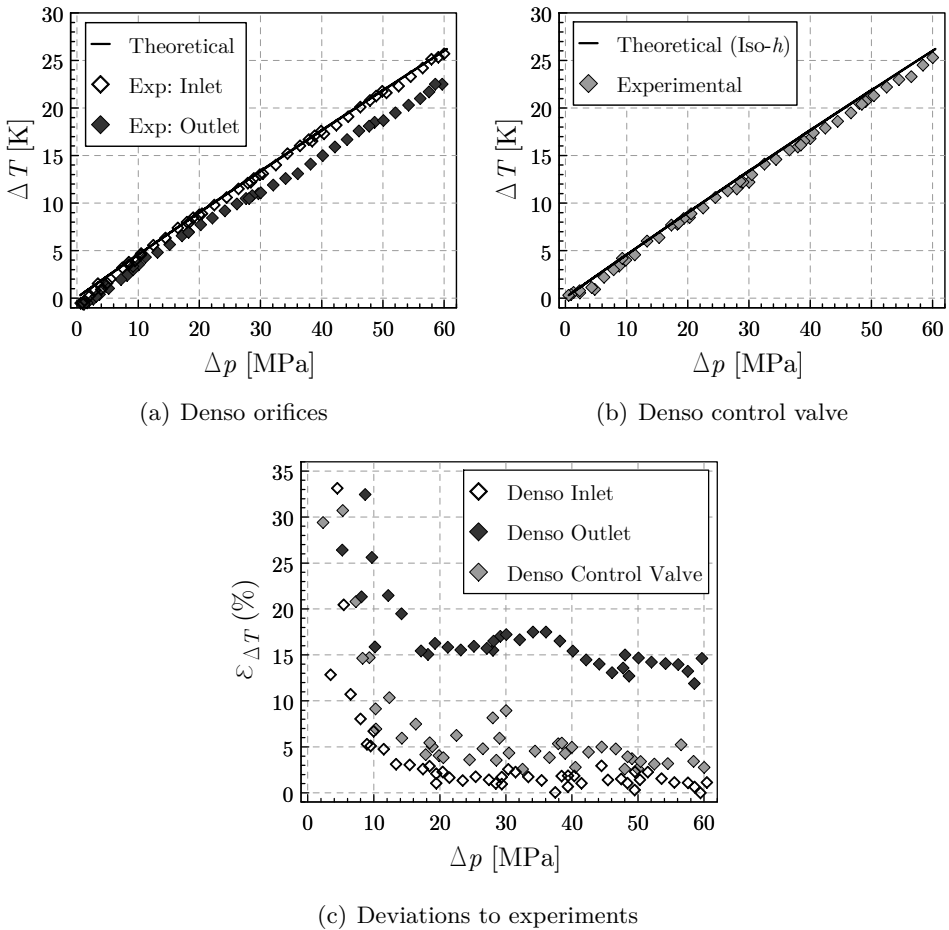 30
25
20
15
10
5
0
Δ T [K]
Theoretical
Exp: Inlet
Exp: Outlet
0 10 20 30 40 50 60
Δp [MPa]
(a) Denso orifices
30
25
20
15
10
5
0
Δ T [K]
Theoretical (Iso-h)
Experimental
0 10 20 30 40 50 60
Δp [MPa]
(b) Denso control valve
35
30
25
20
15
10
5
0
ε Δ T (%)
Denso Inlet
Denso Outlet
Denso Control Valve
0 10 20 30 40 50 60
Δp [MPa]
(c) Deviations to experiments